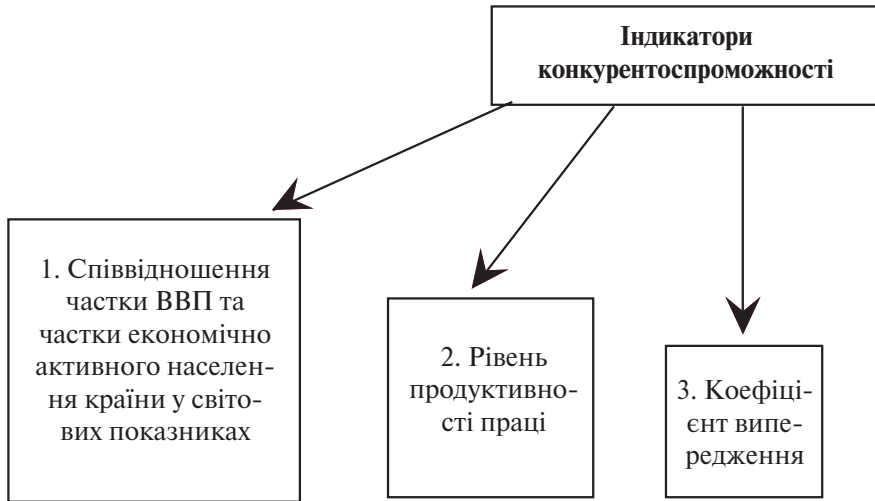 Індикатори
конкурентоспроможності
1. Співвідношення
частки ВВП та
частки економічно
активного населен-
ня країни у світо-
вих показниках
2. Рівень
продуктивно-
сті праці
3. Коефіці-
єнт випе-
редження